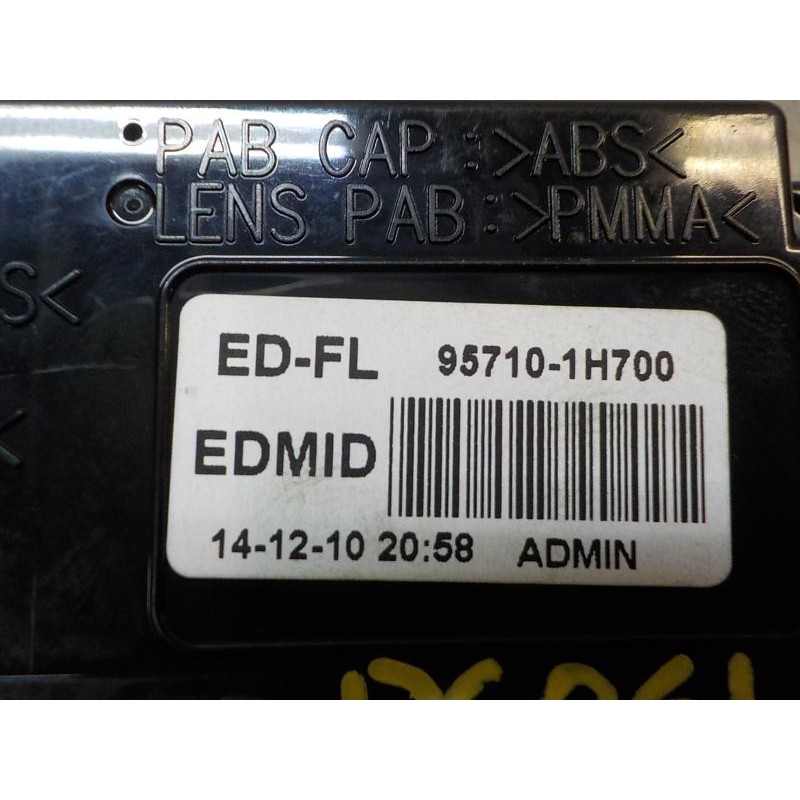 PAB CAP :>ABS<
LENS PAB:>PMMA<
S<
<
ED-FL 95710-1H700
EDMID
14-12-10 20:58 ADMIN